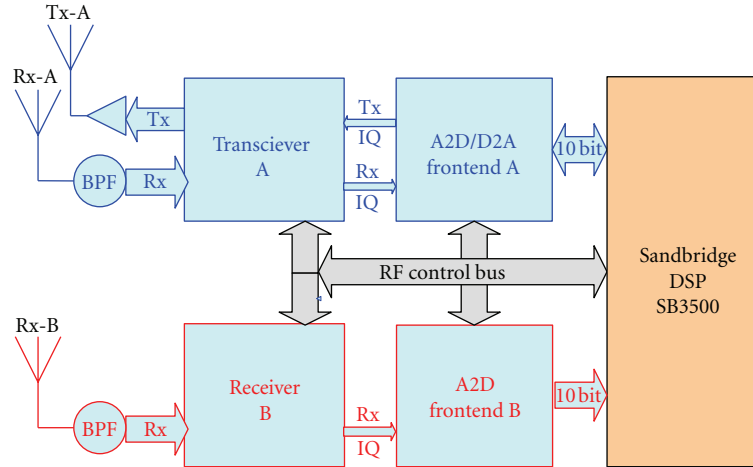 Tx-A
Rx-A
Tx
BPF
Rx
Transciever
A
Tx
IQ
Rx
IQ
A2D/D2A
frontend A
10 bit
RF control bus
Sandbridge
DSP
SB3500
Rx-B
BPF
Rx
Receiver
B
Rx
IQ
A2D
frontend B
10 bit